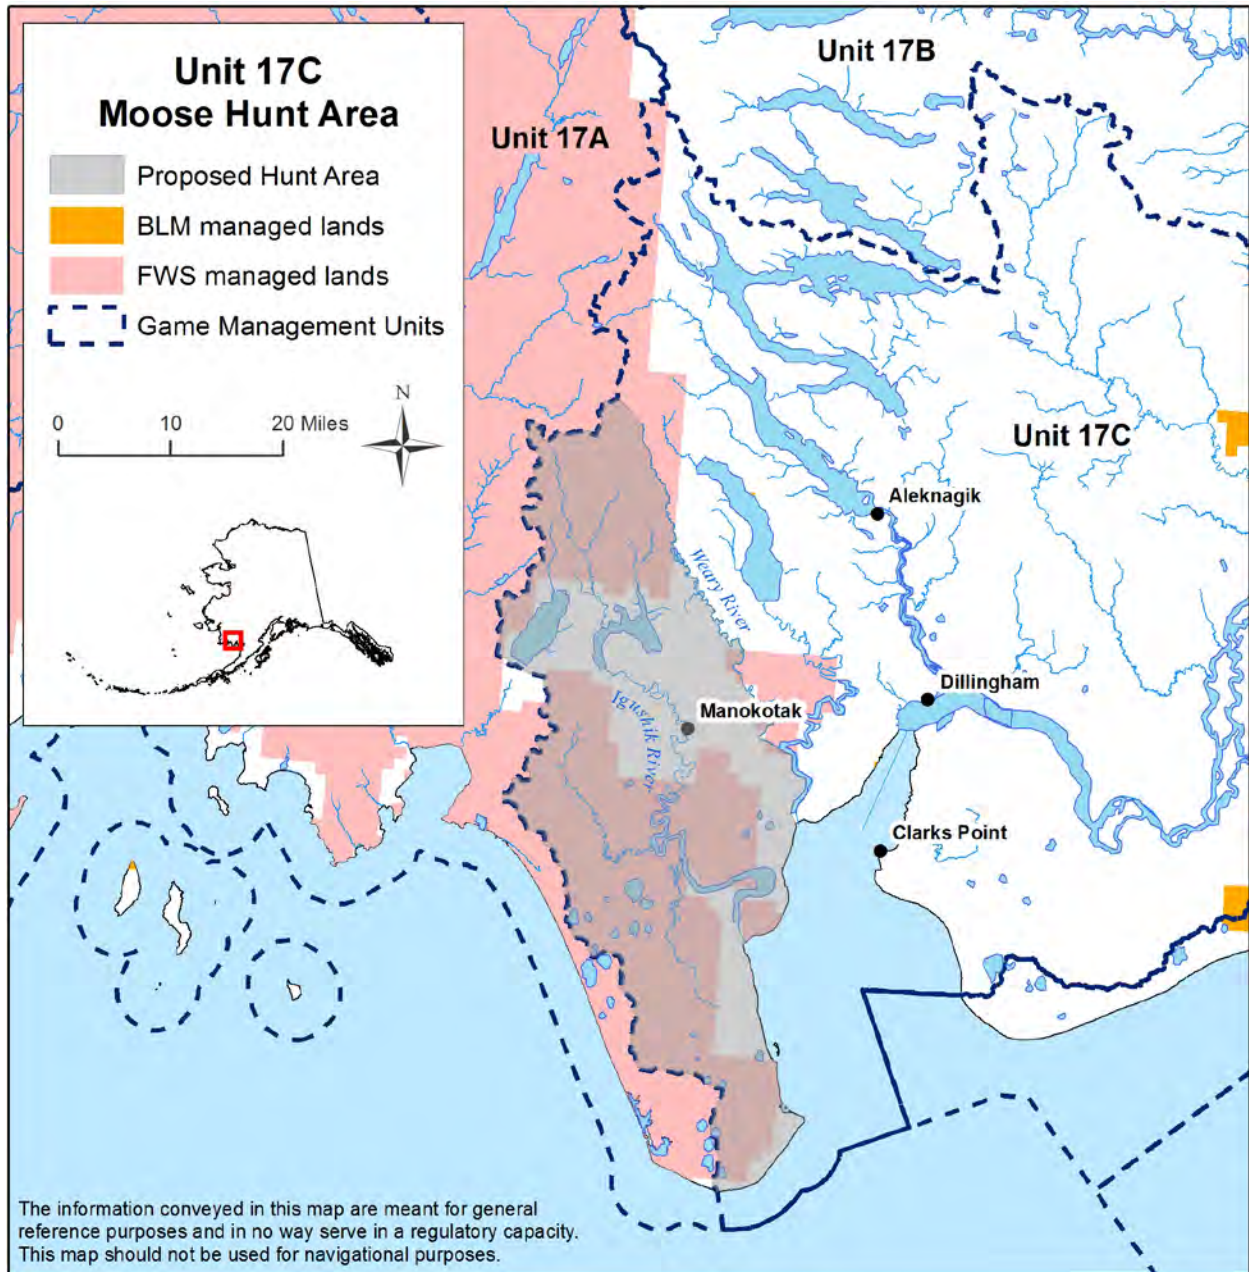 Unit 17C
Moose Hunt Area
Proposed Hunt Area
BLM managed lands
FWS managed lands
Game Management Units
0 10 20 Miles
N
Unit 17B
Unit 17A
Unit 17C
Aleknagik
Weary River
Dillingham
Manokotak
Igushik River
Clarks Point
The information conveyed in this map are meant for general
reference purposes and in no way serve in a regulatory capacity.
This map should not be used for navigational purposes.